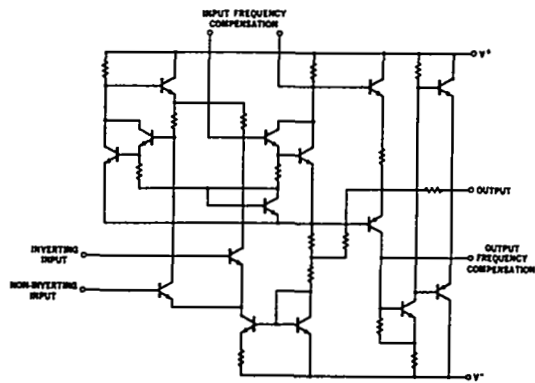 INPUT FREQUENCY
COMPENSATION
V+
OUTPUT
INVERTING
INPUT
OUTPUT
FREQUENCY
COMPENSATION
NON-INVERTING
INPUT
V-